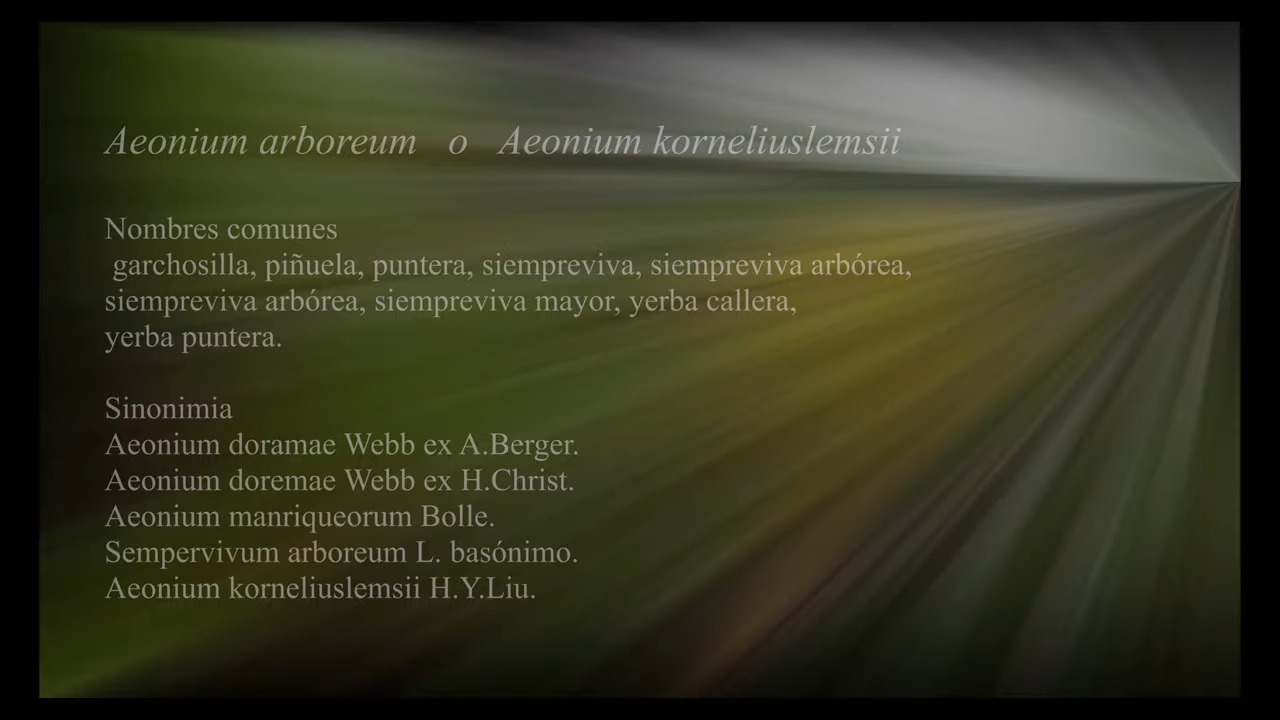 Aeonium arboreum o Aeonium korneliuslemsii
Nombres comunes
garchosilla, piñuela, puntera, siempreviva, siempreviva arbórea,
siempreviva arbórea, siempreviva mayor, yerba callera,
yerba puntera.
Sinonimia
Aeonium doramae Webb ex A.Berger.
Aeonium doremae Webb ex H.Christ.
Aeonium manriqueorum Bolle.
Sempervivum arboreum L. basónimo.
Aeonium korneliuslemsii H.Y.Liu.